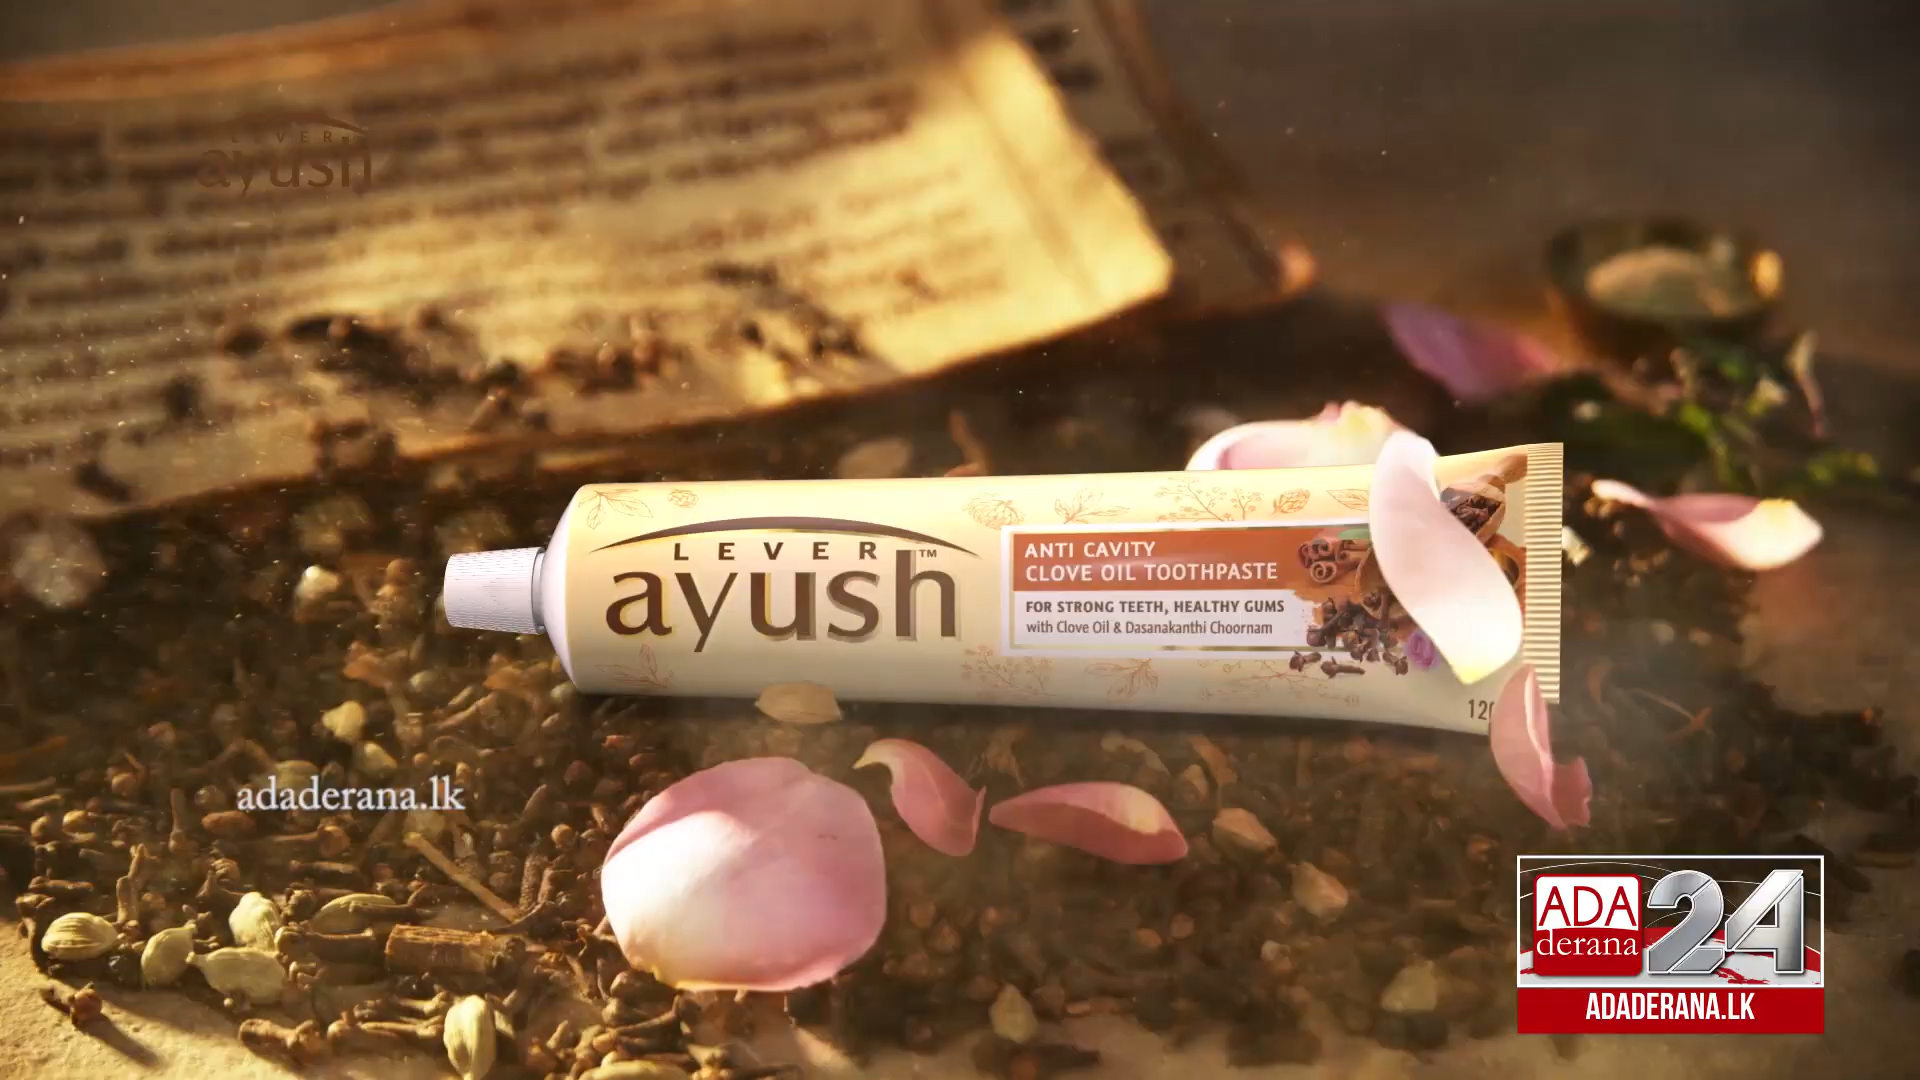 LEVER
ayush
LEVER™
ayush
ANTI CAVITY
CLOVE OIL TOOTHPASTE
FOR STRONG TEETH, HEALTHY GUMS
with Clove Oil & Dasanakanthi Choornam
adaderana.lk
ADA
derana
24
ADADERANA.LK